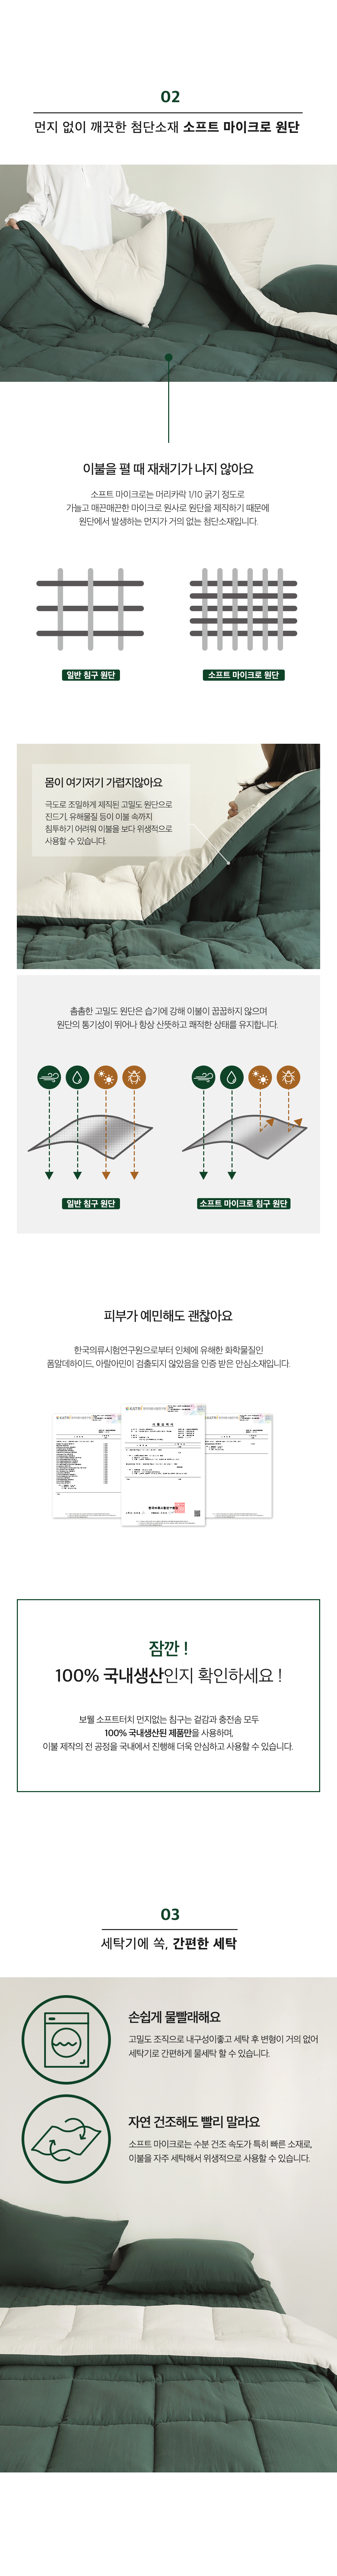 02
먼지 없이 깨끗한 첨단소재 소프트 마이크로 원단
이불을 펼 때 재채기가 나지 않아요
소프트 마이크로는 머리카락 1/10 굵기 정도로
가늘고 매끈매끈한 마이크로 원사로 원단을 제직하기 때문에
원단에서 발생하는 먼지가 거의 없는 첨단소재입니다.
일반 침구 원단
소프트 마이크로 원단
몸이 여기저기 가렵지않아요
극도로 조밀하게 제직된 고밀도 원단으로
진드기, 유해물질 등이 이불 속까지
침투하기 어려워 이불을 보다 위생적으로
사용할 수 있습니다.
촘촘한 고밀도 원단은 습기에 강해 이불이 꿉꿉하지 않으며
원단의 통기성이 뛰어나 항상 산뜻하고 쾌적한 상태를 유지합니다.
일반 침구 원단
소프트 마이크로 침구 원단
피부가 예민해도 괜찮아요
한국의류시험연구원으로부터 인체에 유해한 화학물질인
폼알데하이드, 아릴아민이 검출되지 않았음을 인증 받은 안심소재입니다.
KATRI
시험성적서
한국의류시험연구원
잠깐 !
100% 국내생산인지 확인하세요 !
보웰 소프트터치 먼지없는 침구는 겉감과 충전솜 모두
100% 국내생산된 제품만을 사용하며,
이불 제작의 전 공정을 국내에서 진행해 더욱 안심하고 사용할 수 있습니다.
03
세탁기에 쏙, 간편한 세탁
손쉽게 물빨래해요
고밀도 조직으로 내구성이좋고 세탁 후 변형이 거의 없어
세탁기로 간편하게 물세탁 할 수 있습니다.
자연 건조해도 빨리 말라요
소프트 마이크로는 수분 건조 속도가 특히 빠른 소재로,
이불을 자주 세탁해서 위생적으로 사용할 수 있습니다.